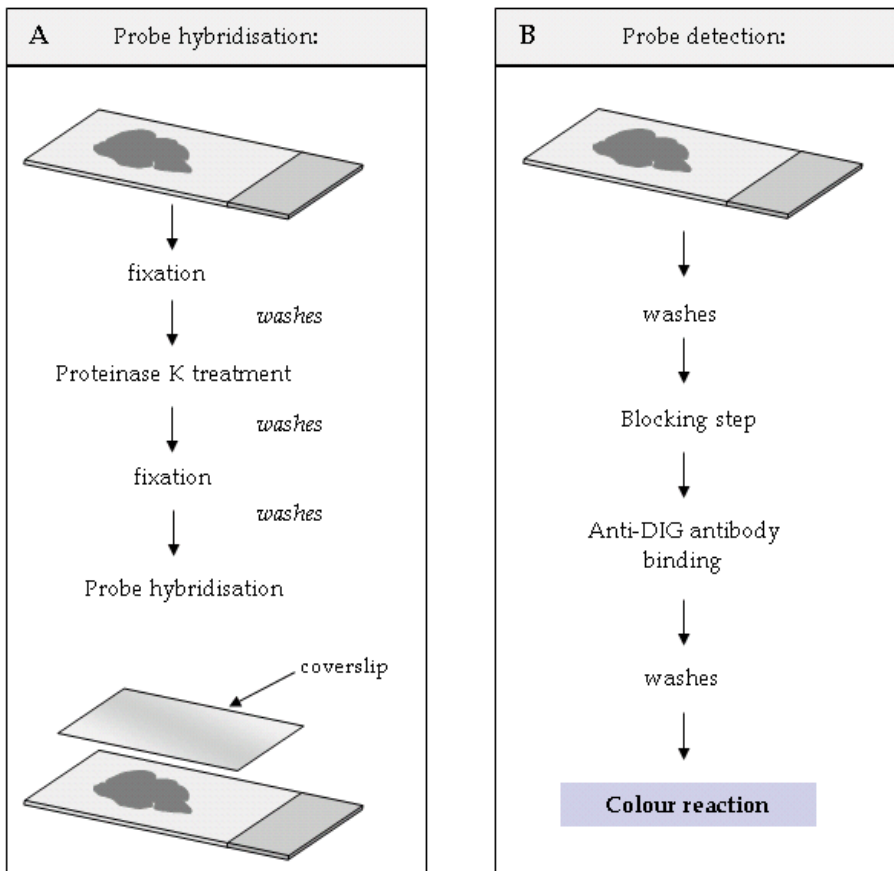 A Probe hybridisation:
fixation
washes
Proteinase K treatment
washes
fixation
washes
Probe hybridisation
coverslip
B Probe detection:
washes
Blocking step
Anti-DIG antibody
binding
washes
Colour reaction